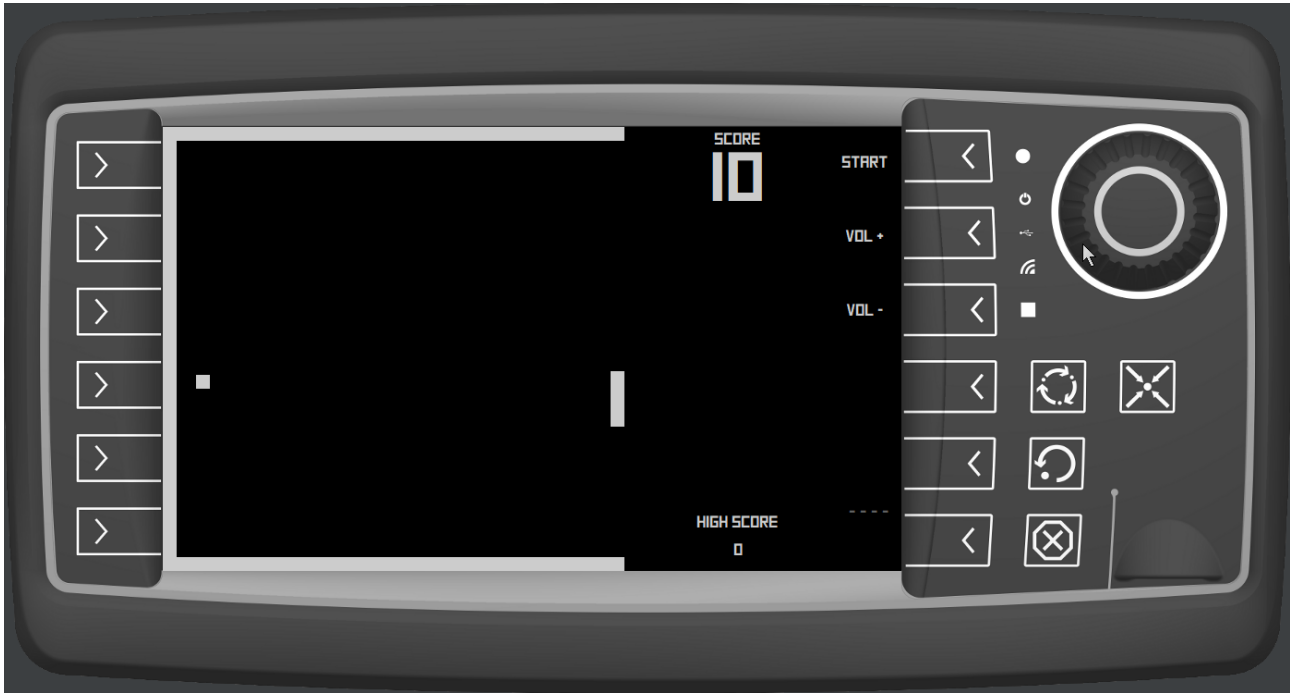 SCORE
10
START
VOL +
VOL -
HIGH SCORE
0
- - - -